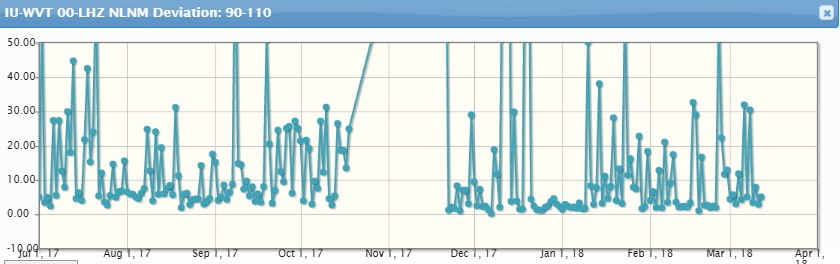 IU-WVT 00-LHZ NLNM Deviation: 90-110
50.00
40.00
30.00
20.00
10.00
0.00
-10.00
Jul 1, 17
Aug 1, 17
Sep 1, 17
Oct 1, 17
Nov 1, 17
Dec 1, 17
Jan 1, 18
Feb 1, 18
Mar 1, 18
Apr 1, 18